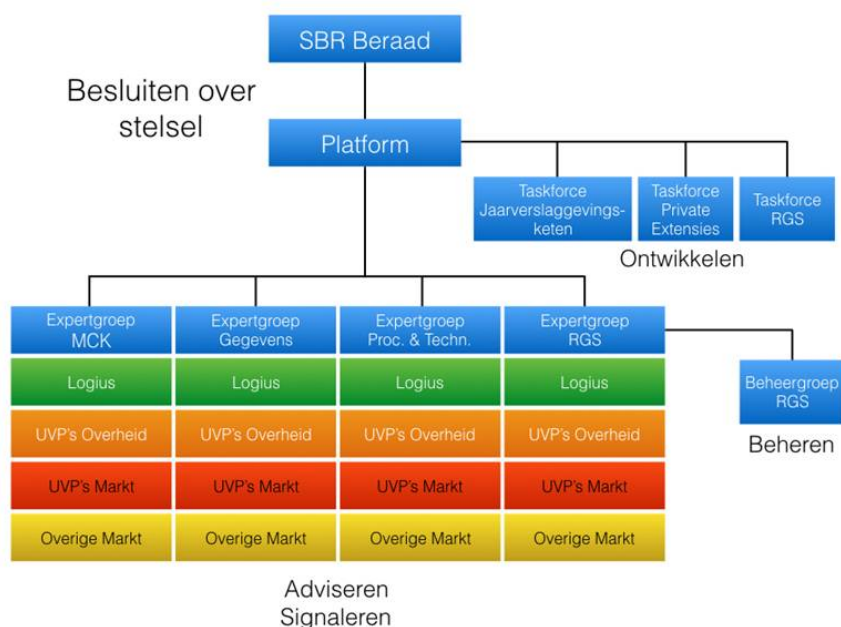 SBR Beraad
Besluiten over
stelsel
Platform
Taskforce
Jaarverslaggevings-
keten
Taskforce
Private
Extensies
Taskforce
RGS
Ontwikkelen
Expertgroep
MCK
Expertgroep
Gegevens
Expertgroep
Proc. & Techn.
Expertgroep
RGS
Logius
Logius
Logius
Logius
Beheergroep
RGS
UVP's Overheid
UVP's Overheid
UVP's Overheid
UVP's Overheid
Beheren
UVP's Markt
UVP's Markt
UVP's Markt
UVP's Markt
Overige Markt
Overige Markt
Overige Markt
Overige Markt
Adviseren
Signaleren